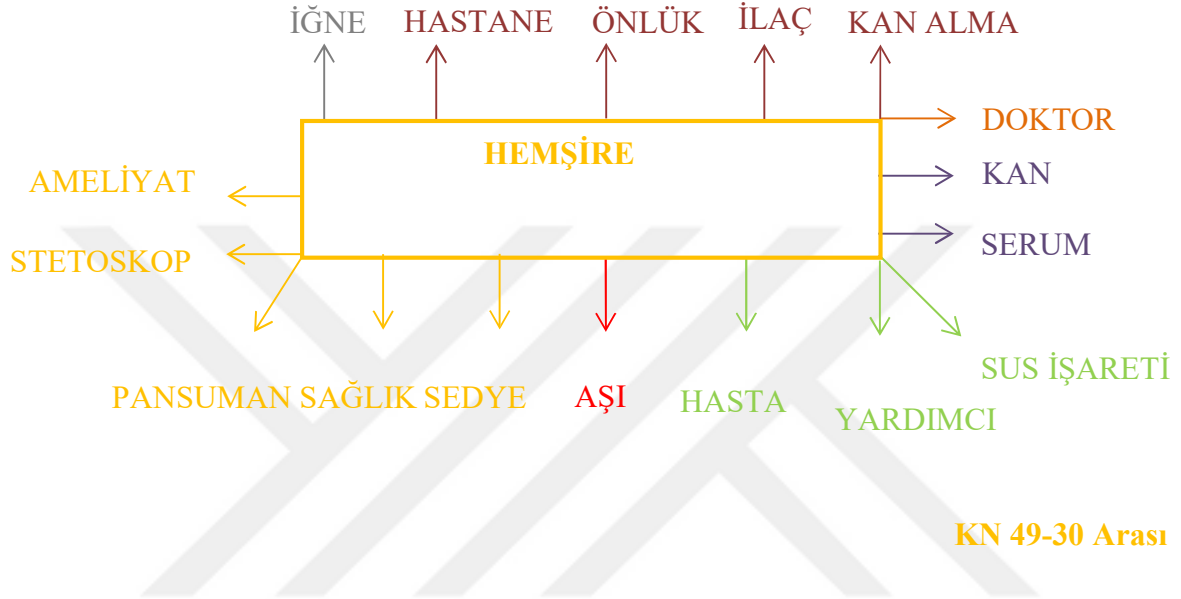 İĞNE HASTANE ÖNLÜK İLAÇ KAN ALMA
DOKTOR
HEMŞİRE
KAN
AMELİYAT
SERUM
STETOSKOP
SUS İŞARETİ
PANSUMAN SAĞLIK SEDYE AŞI HASTA
YARDIMCI
KN 49-30 Arası